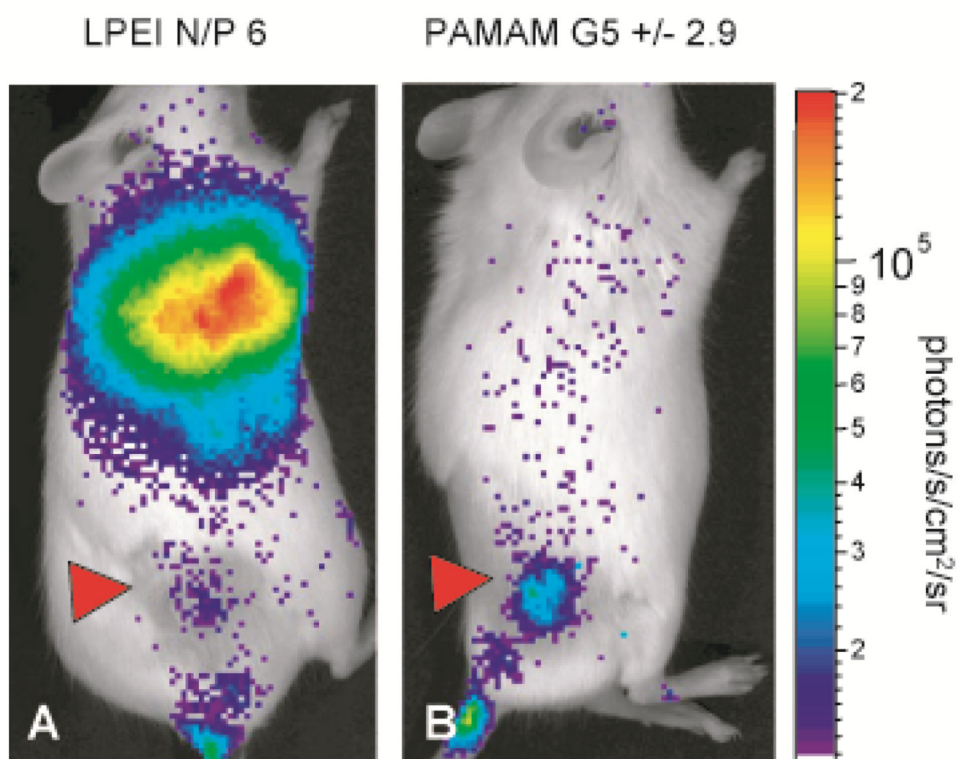 LPEI N/P 6
PAMAM G5 +/- 2.9
A
B
2
10⁵
9
8
7
6
5
4
3
2
photons/s/cm²/sr